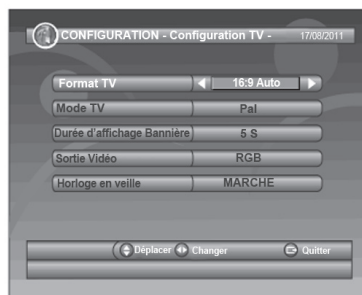 CONFIGURATION - Configuration TV - 17/08/2011
Format TV 16:9 Auto
Mode TV Pal
Durée d'affichage Bannière 5 S
Sortie Vidéo RGB
Horloge en veille MARCHE
Déplacer Changer Quitter